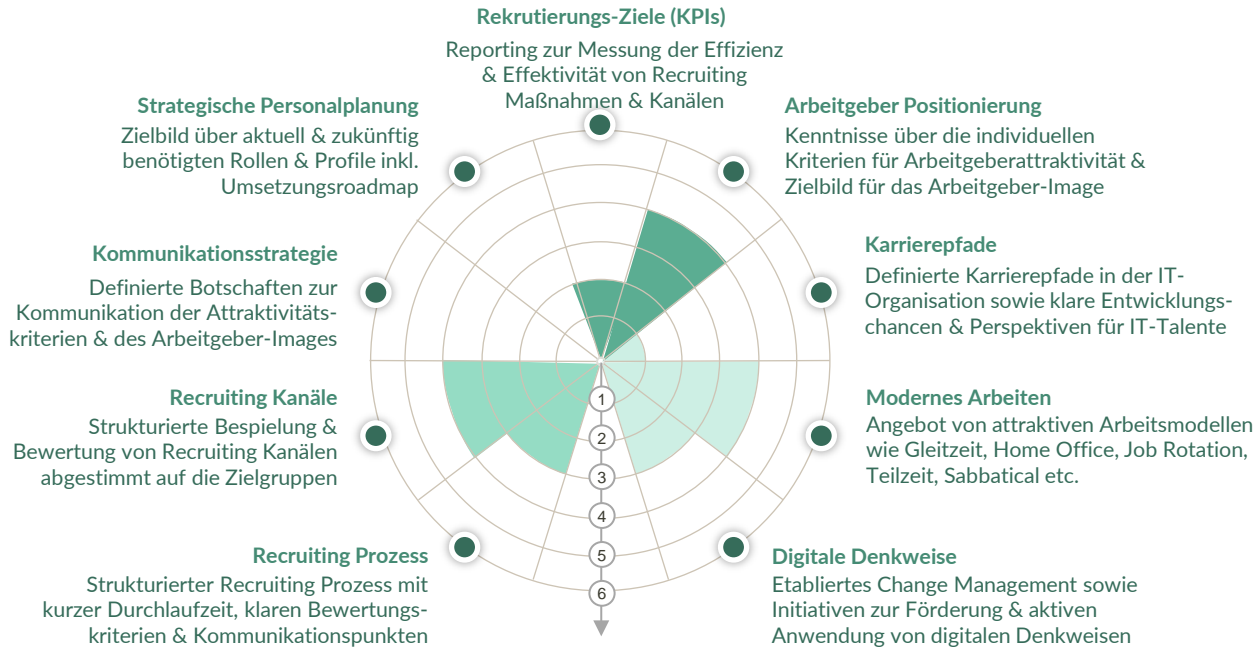 Rekrutierungs-Ziele (KPIs)
Reporting zur Messung der Effizienz
& Effektivität von Recruiting
Maßnahmen & Kanälen
Strategische Personalplanung
Zielbild über aktuell & zukünftig
benötigten Rollen & Profile inkl.
Umsetzungsroadmap
Arbeitgeber Positionierung
Kenntnisse über die individuellen
Kriterien für Arbeitgeberattraktivität &
Zielbild für das Arbeitgeber-Image
Kommunikationsstrategie
Definierte Botschaften zur
Kommunikation der Attraktivitäts-
kriterien & des Arbeitgeber-Images
Karrierepfade
Definierte Karrierepfade in der IT-
Organisation sowie klare Entwicklungs-
chancen & Perspektiven für IT-Talente
Recruiting Kanäle
Strukturierte Bespielung &
Bewertung von Recruiting Kanälen
abgestimmt auf die Zielgruppen
Modernes Arbeiten
Angebot von attraktiven Arbeitsmodellen
wie Gleitzeit, Home Office, Job Rotation,
Teilzeit, Sabbatical etc.
Recruiting Prozess
Strukturierter Recruiting Prozess mit
kurzer Durchlaufzeit, klaren Bewertungs-
kriterien & Kommunikationspunkten
Digitale Denkweise
Etabliertes Change Management sowie
Initiativen zur Förderung & aktiven
Anwendung von digitalen Denkweisen
1
2
3
4
5
6